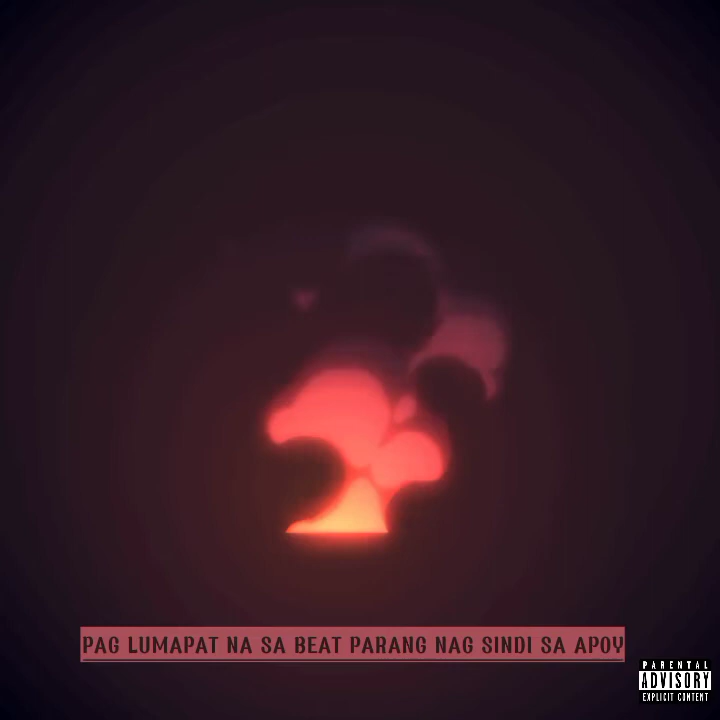 PAG LUMAPAT NA SA BEAT PARANG NAG SINDI SA APOY
PARENTAL
ADVISORY
EXPLICIT CONTENT